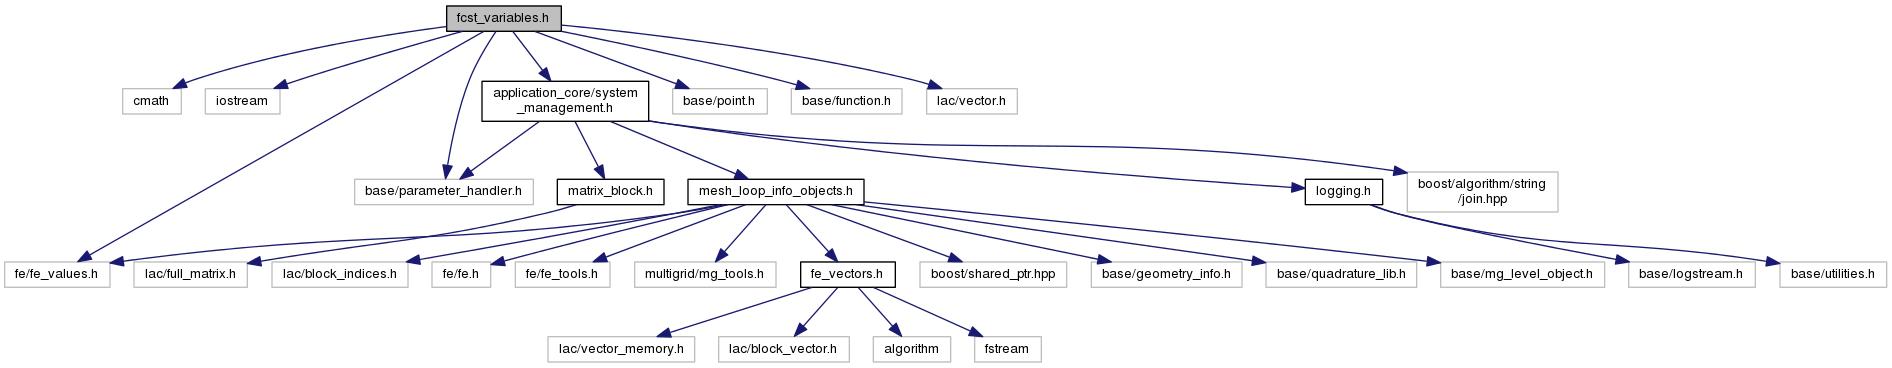 fcst_variables.h
cmath
iostream
application_core/system
_management.h
base/point.h
base/function.h
lac/vector.h
base/parameter_handler.h
matrix_block.h
mesh_loop_info_objects.h
logging.h
boost/algorithm/string
/join.hpp
fe/fe_values.h
lac/full_matrix.h
lac/block_indices.h
fe/fe.h
fe/fe_tools.h
multigrid/mg_tools.h
fe_vectors.h
boost/shared_ptr.hpp
base/geometry_info.h
base/quadrature_lib.h
base/mg_level_object.h
base/logstream.h
base/utilities.h
lac/vector_memory.h
lac/block_vector.h
algorithm
fstream